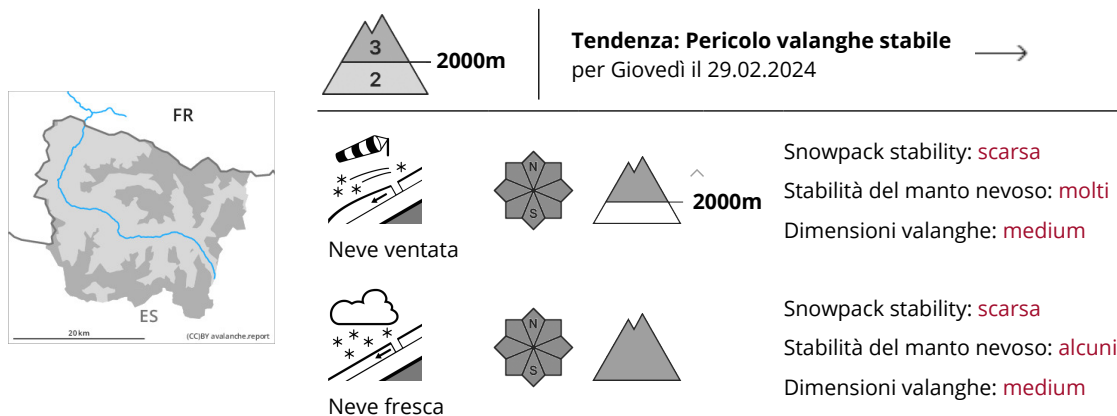 3
2
2000m
Tendenza: Pericolo valanghe stabile
per Giovedì il 29.02.2024
FR
ES
20 km
(CC)BY avalanche.report
N
S
2000m
Snowpack stability: scarsa
Stabilità del manto nevoso: molti
Dimensioni valanghe: medium
Neve ventata
N
S
Snowpack stability: scarsa
Stabilità del manto nevoso: alcuni
Dimensioni valanghe: medium
Neve fresca